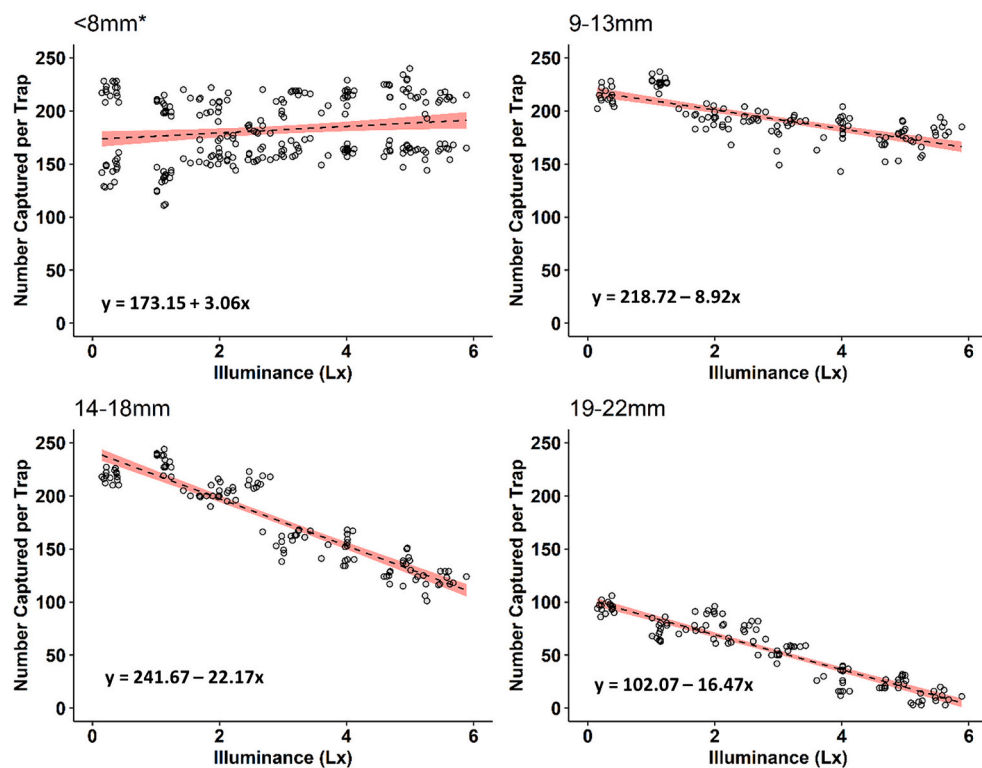 <8mm*
250
200
150
100
50
0
Number Captured per Trap
y = 173.15 + 3.06x
0 2 4 6
Illuminance (Lx)
9-13mm
250
200
150
100
50
0
Number Captured per Trap
y = 218.72 – 8.92x
0 2 4 6
Illuminance (Lx)
14-18mm
250
200
150
100
50
0
Number Captured per Trap
y = 241.67 – 22.17x
0 2 4 6
Illuminance (Lx)
19-22mm
250
200
150
100
50
0
Number Captured per Trap
y = 102.07 – 16.47x
0 2 4 6
Illuminance (Lx)